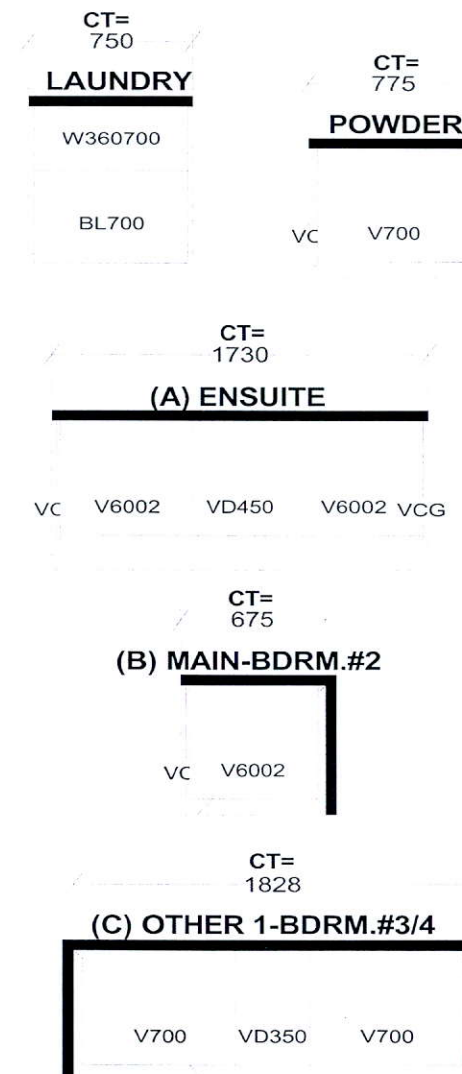 CT=
750
LAUNDRY
W360700
BL700
CT=
775
POWDER
VC V700
CT=
1730
(A) ENSUITE
VC V6002 VD450 V6002 VCG
CT=
675
(B) MAIN-BDRM.#2
VC V6002
CT=
1828
(C) OTHER 1-BDRM.#3/4
V700 VD350 V700